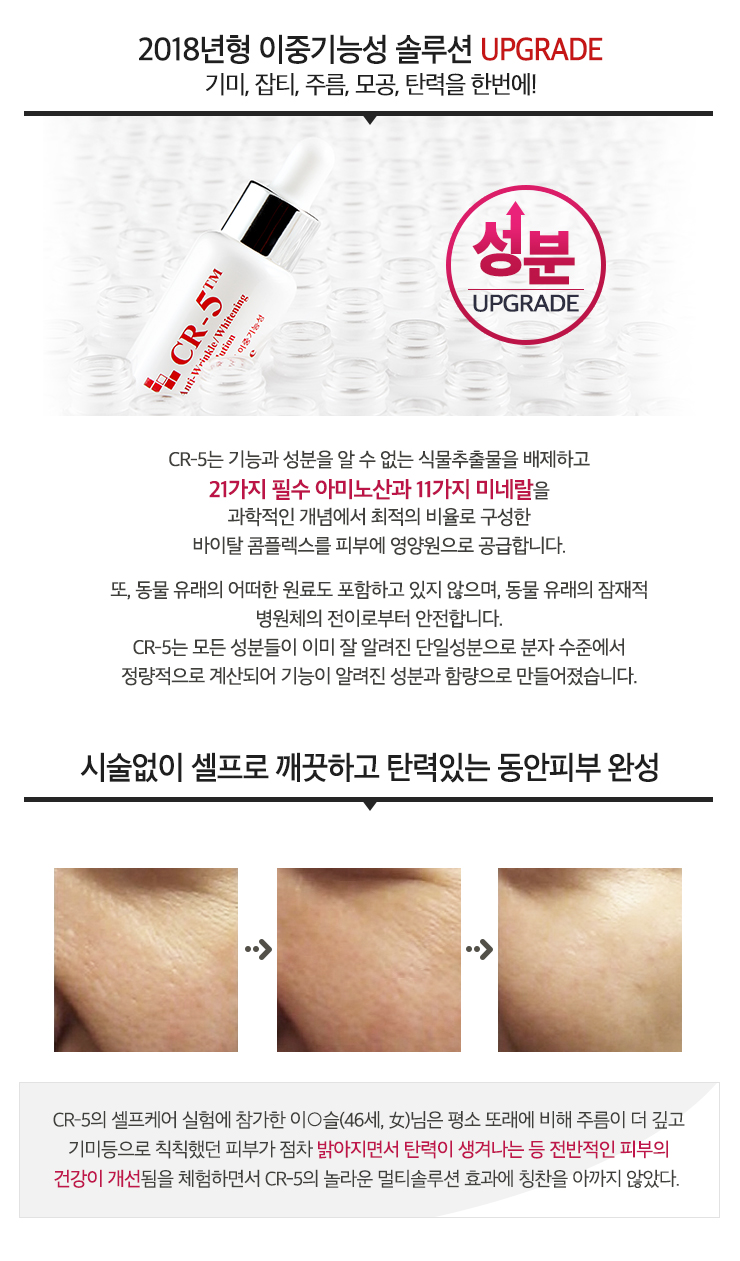 2018년형 이중기능성 솔루션 UPGRADE
기미, 잡티, 주름, 모공, 탄력을 한번에!
CR-5™
Anti-Wrinkle/Whitening
이중기능성
성분
UPGRADE
CR-5는 기능과 성분을 알 수 없는 식물추출물을 배제하고
21가지 필수 아미노산과 11가지 미네랄을
과학적인 개념에서 최적의 비율로 구성한
바이탈 콤플렉스를 피부에 영양원으로 공급합니다.
또, 동물 유래의 어떠한 원료도 포함하고 있지 않으며, 동물 유래의 잠재적
병원체의 전이로부터 안전합니다.
CR-5는 모든 성분들이 이미 잘 알려진 단일성분으로 분자 수준에서
정량적으로 계산되어 기능이 알려진 성분과 함량으로 만들어졌습니다.
시술없이 셀프로 깨끗하고 탄력있는 동안피부 완성
CR-5의 셀프케어 실험에 참가한 이○슬(46세, 女)님은 평소 또래에 비해 주름이 더 깊고
기미등으로 칙칙했던 피부가 점차 밝아지면서 탄력이 생겨나는 등 전반적인 피부의
건강이 개선됨을 체험하면서 CR-5의 놀라운 멀티솔루션 효과에 칭찬을 아까지 않았다.